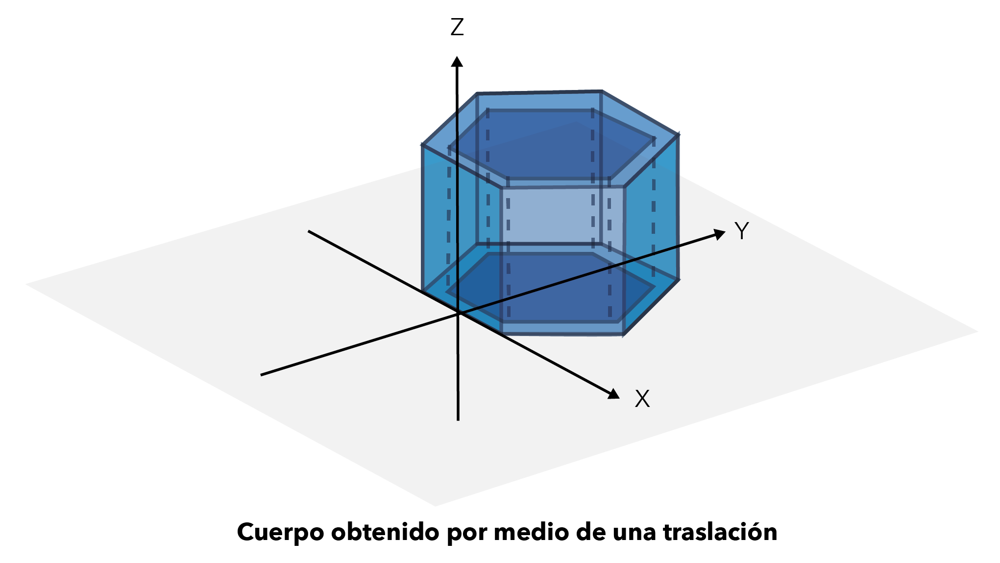 Z
Y
X
Cuerpo obtenido por medio de una traslación